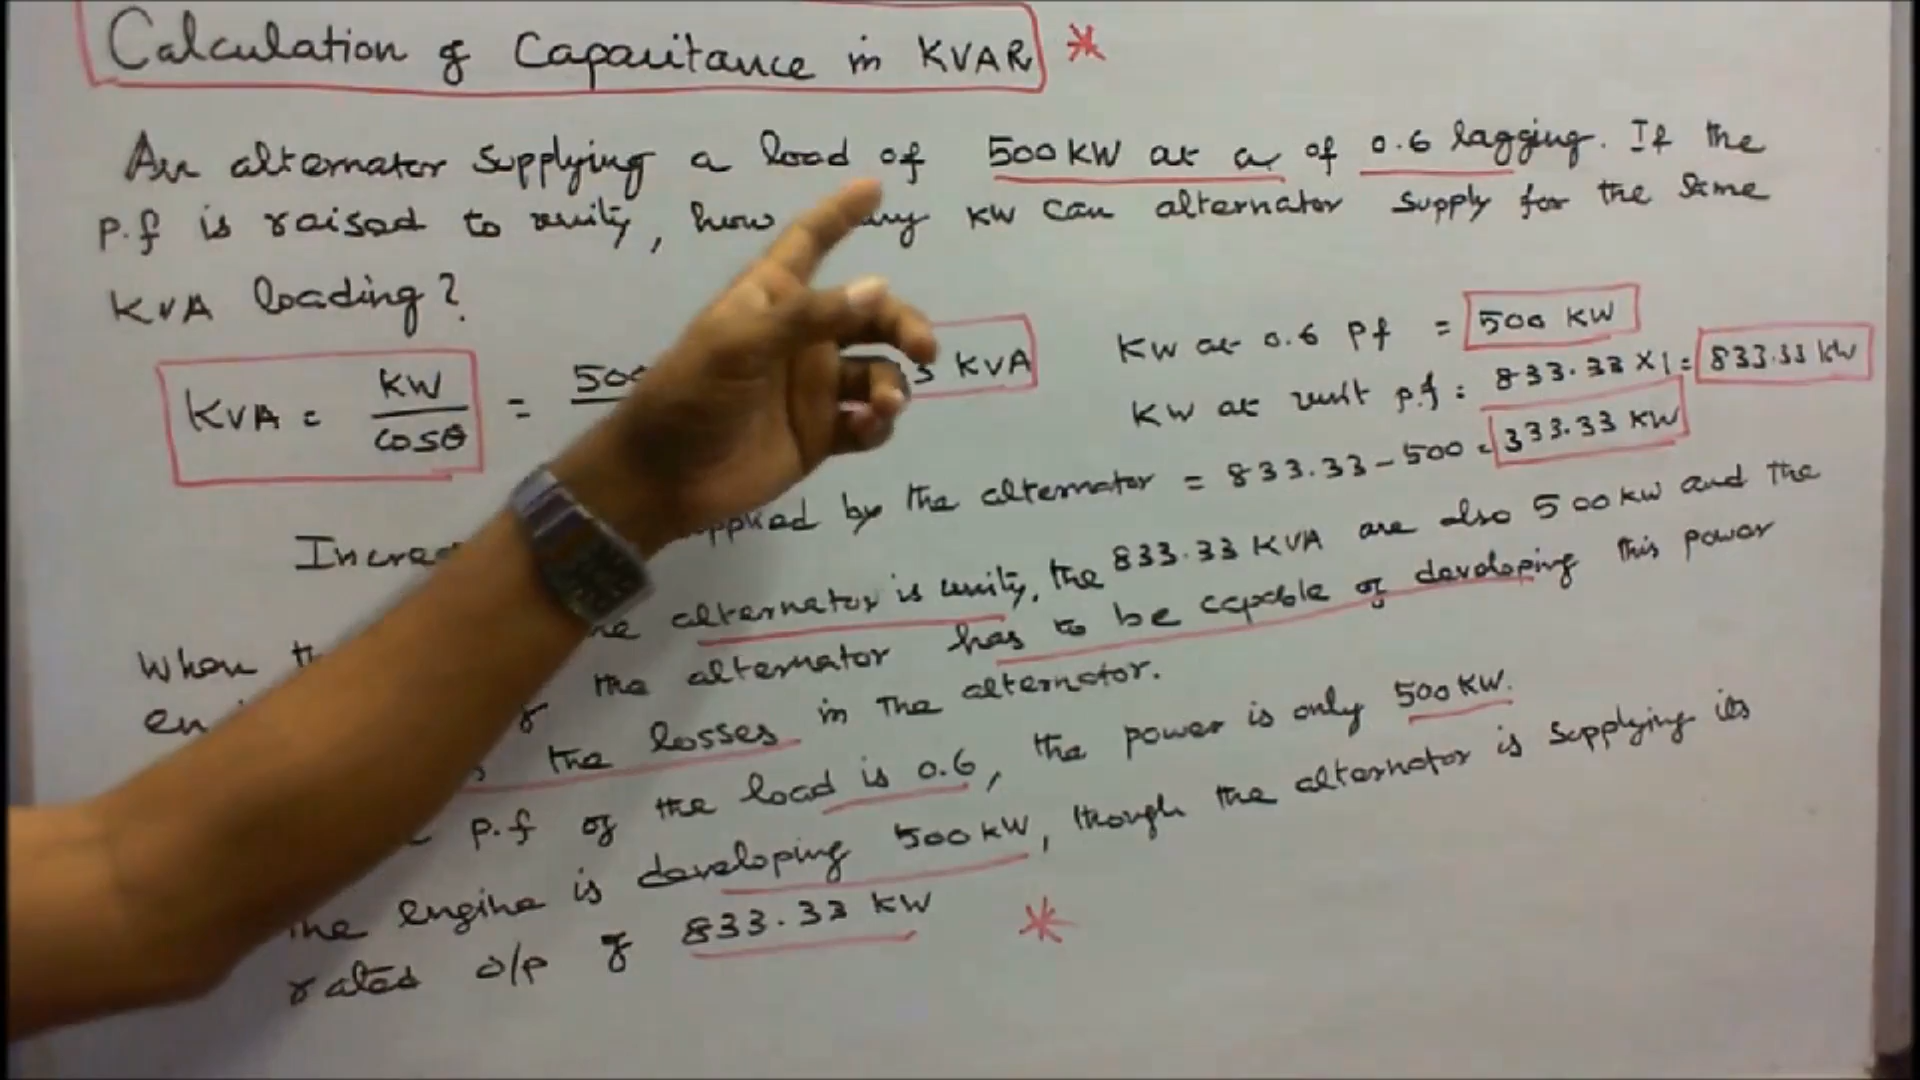 Calculation of Capacitance in KVAR
An alternator supplying a load of 500 KW at a of 0.6 lagging. If the
p.f is raised to unity, how KW can alternator supply for the same
KVA loading?
KVA = KW / cosθ = KVA
KW at 0.6 pf = 500 KW
KW at unit p.f = 833.33 x 1 = 833.33 KW
by the alternator = 833.33 - 500 = 333.33 KW
When alternator is unity, the 833.33 KVA are also 500 KW and the
the alternator has to be capable of developing this power
the losses in the alternator.
p.f of the load is 0.6, the power is only 500 KW.
the engine is developing 500 KW, though the alternator is supplying its
rated o/p of 833.33 KW